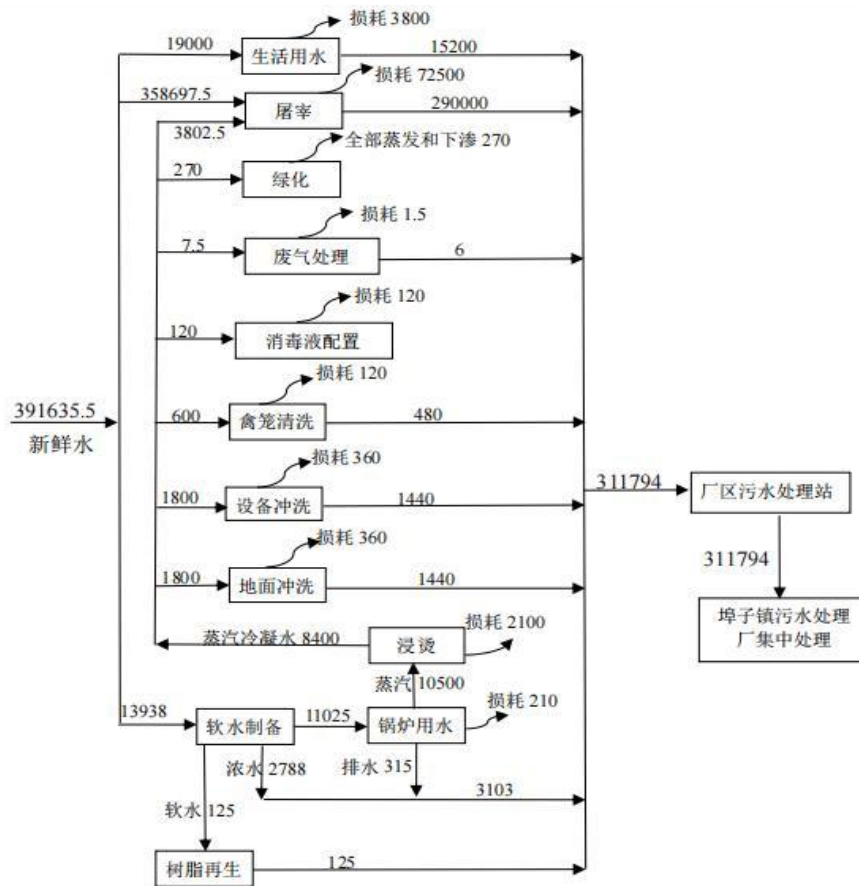 损耗 3800
19000
生活用水
15200
损耗 72500
358697.5
屠宰
290000
3802.5
全部蒸发和下渗 270
270
绿化
损耗 1.5
7.5
废气处理
6
损耗 120
120
消毒液配置
损耗 120
391635.5
新鲜水
600
禽笼清洗
480
损耗 360
1800
设备冲洗
1440
311794
厂区污水处理站
损耗 360
1800
地面冲洗
1440
311794
埠子镇污水处理
厂集中处理
蒸汽冷凝水 8400
浸烫
损耗 2100
蒸汽 10500
13938
软水制备
11025
锅炉用水
损耗 210
浓水 2788
排水 315
3103
软水 125
树脂再生
125